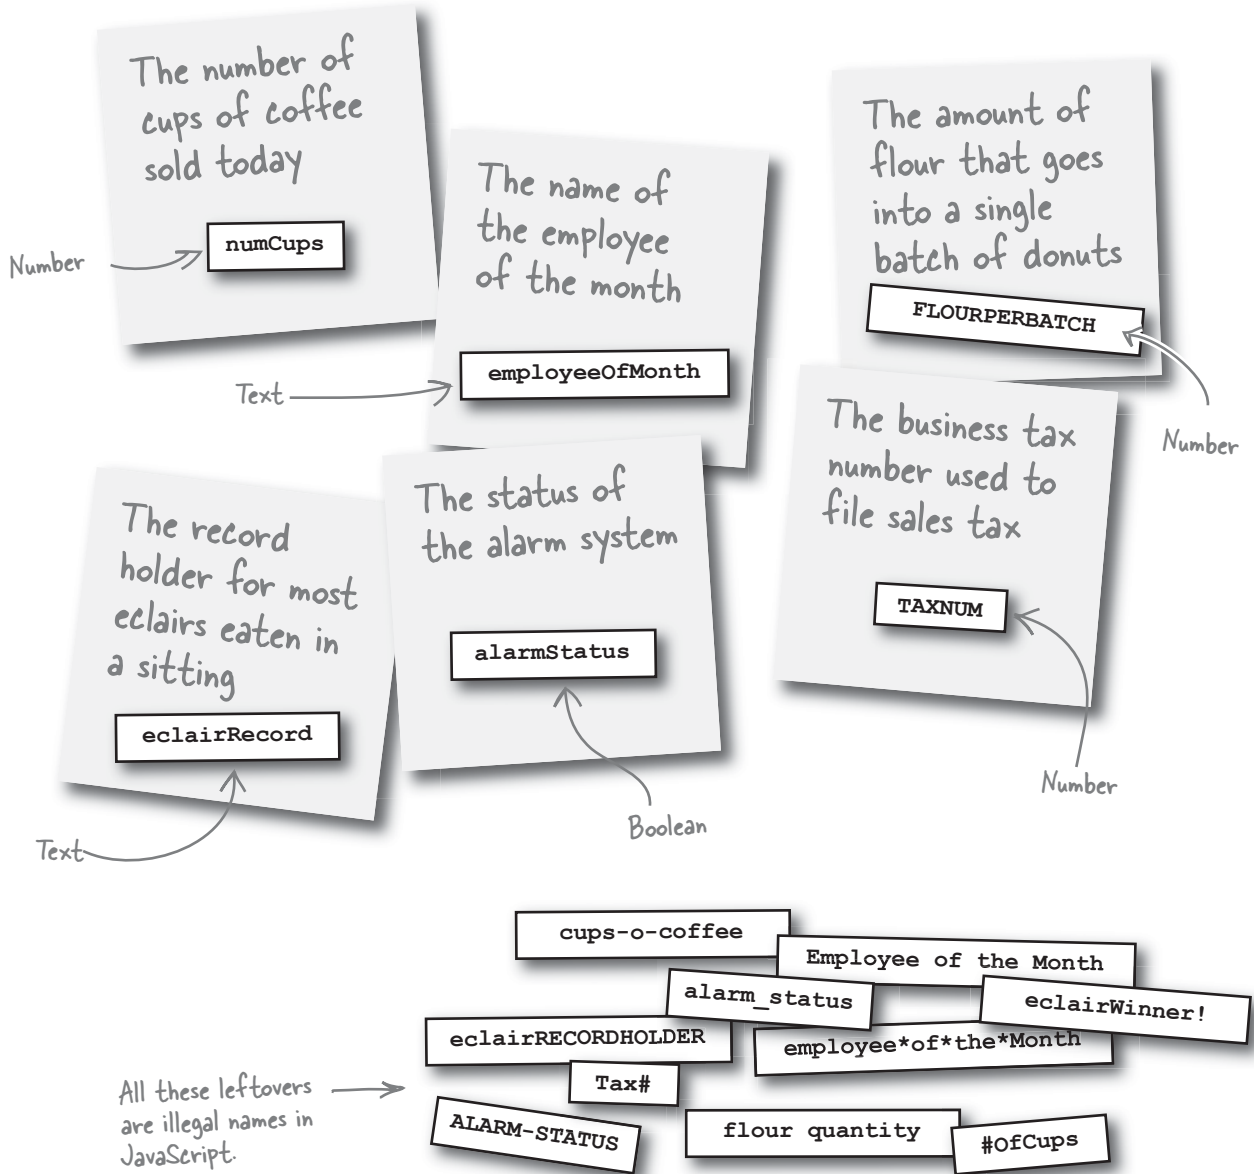 The number of
cups of coffee
sold today
numCups
Number
The name of
the employee
of the month
employeeOfMonth
Text
The amount of
flour that goes
into a single
batch of donuts
FLOURPERBATCH
Number
The business tax
number used to
file sales tax
TAXNUM
Number
The record
holder for most
eclairs eaten in
a sitting
eclairRecord
Text
The status of
the alarm system
alarmStatus
Boolean
cups-o-coffee
Employee of the Month
alarm_status
eclairWinner!
eclairRECORDHOLDER
employee*of*the*Month
Tax#
ALARM-STATUS
flour quantity
#OfCups
All these leftovers
are illegal names in
JavaScript.